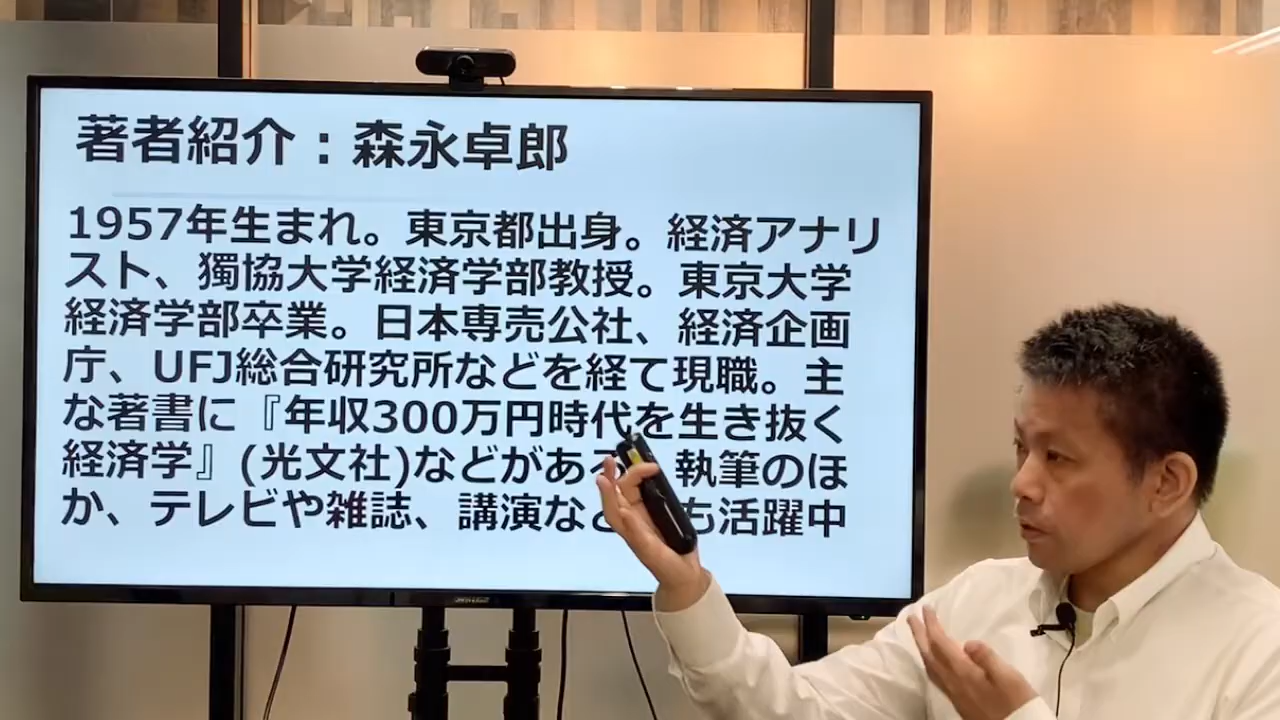 著者紹介：森永卓郎
1957年生まれ。東京都出身。経済アナリ
スト、獨協大学経済学部教授。東京大学
経済学部卒業。日本専売公社、経済企画
庁、UFJ総合研究所などを経て現職。主
な著書に『年収300万円時代を生き抜く
経済学』(光文社)などがある 執筆のほ
か、テレビや雑誌、講演など も活躍中